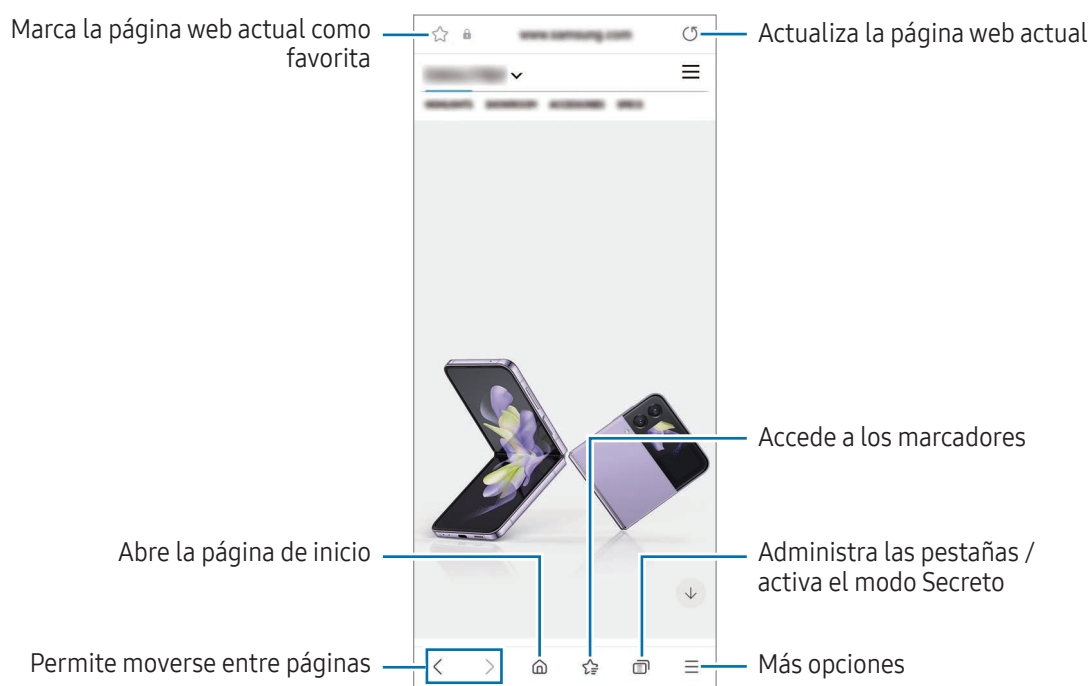 Marca la página web actual como
favorita
Actualiza la página web actual
Accede a los marcadores
Abre la página de inicio
Administra las pestañas /
activa el modo Secreto
Permite moverse entre páginas
Más opciones